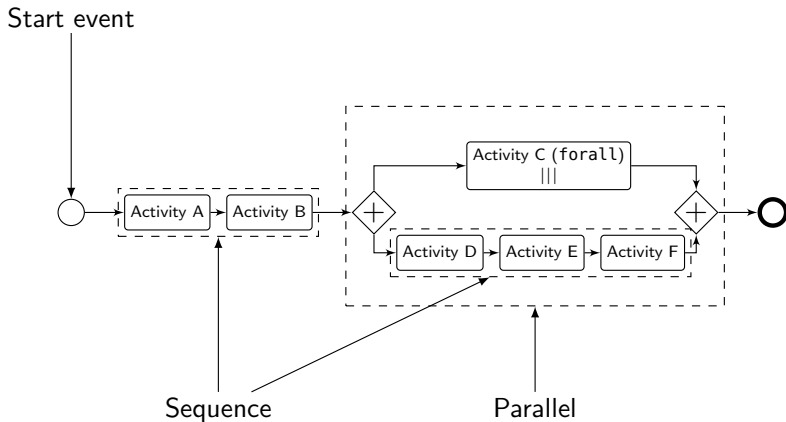 Start event
Activity C (forall)
|||
Activity A
Activity B
Activity D
Activity E
Activity F
Sequence
Parallel